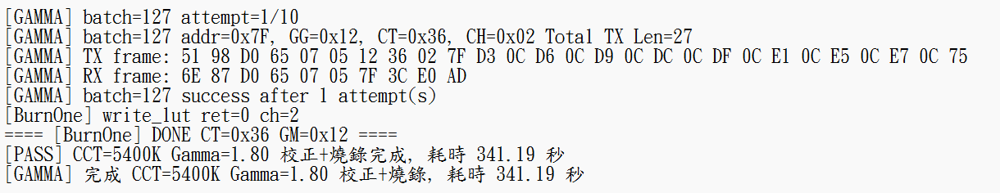 [GAMMA] batch=127 attempt=1/10
[GAMMA] batch=127 addr=0x7F, GG=0x12, CT=0x36, CH=0x02 Total TX Len=27
[GAMMA] TX frame: 51 98 D0 65 07 05 12 36 02 7F D3 0C D6 0C D9 0C DC 0C DF 0C E1 0C E5 0C E7 0C 75
[GAMMA] RX frame: 6E 87 D0 65 07 05 7F 3C E0 AD
[GAMMA] batch=127 success after 1 attempt(s)
[BurnOne] write_lut ret=0 ch=2
==== [BurnOne] DONE CT=0x36 GM=0x12 ====
[PASS] CCT=5400K Gamma=1.80 校正+燒錄完成, 耗時 341.19 秒
[GAMMA] 完成 CCT=5400K Gamma=1.80 校正+燒錄, 耗時 341.19 秒